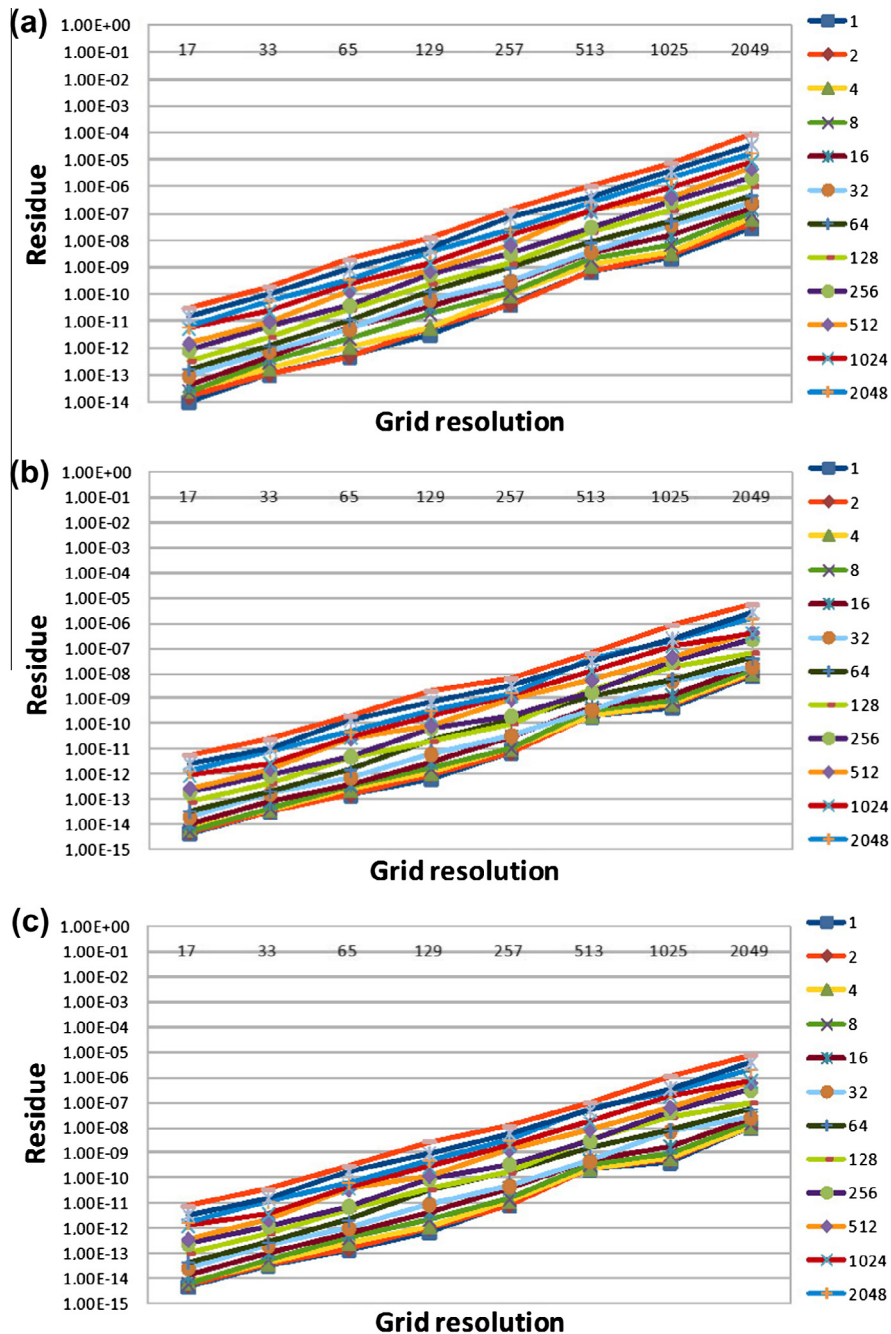 (a)
1.00E+00
1.00E-01
1.00E-02
1.00E-03
1.00E-04
1.00E-05
1.00E-06
1.00E-07
1.00E-08
1.00E-09
1.00E-10
1.00E-11
1.00E-12
1.00E-13
1.00E-14
Residue
17 33 65 129 257 513 1025 2049
Grid resolution
1
2
4
8
16
32
64
128
256
512
1024
2048
(b)
1.00E+00
1.00E-01
1.00E-02
1.00E-03
1.00E-04
1.00E-05
1.00E-06
1.00E-07
1.00E-08
1.00E-09
1.00E-10
1.00E-11
1.00E-12
1.00E-13
1.00E-14
1.00E-15
Residue
17 33 65 129 257 513 1025 2049
Grid resolution
1
2
4
8
16
32
64
128
256
512
1024
2048
(c)
1.00E+00
1.00E-01
1.00E-02
1.00E-03
1.00E-04
1.00E-05
1.00E-06
1.00E-07
1.00E-08
1.00E-09
1.00E-10
1.00E-11
1.00E-12
1.00E-13
1.00E-14
1.00E-15
Residue
17 33 65 129 257 513 1025 2049
Grid resolution
1
2
4
8
16
32
64
128
256
512
1024
2048